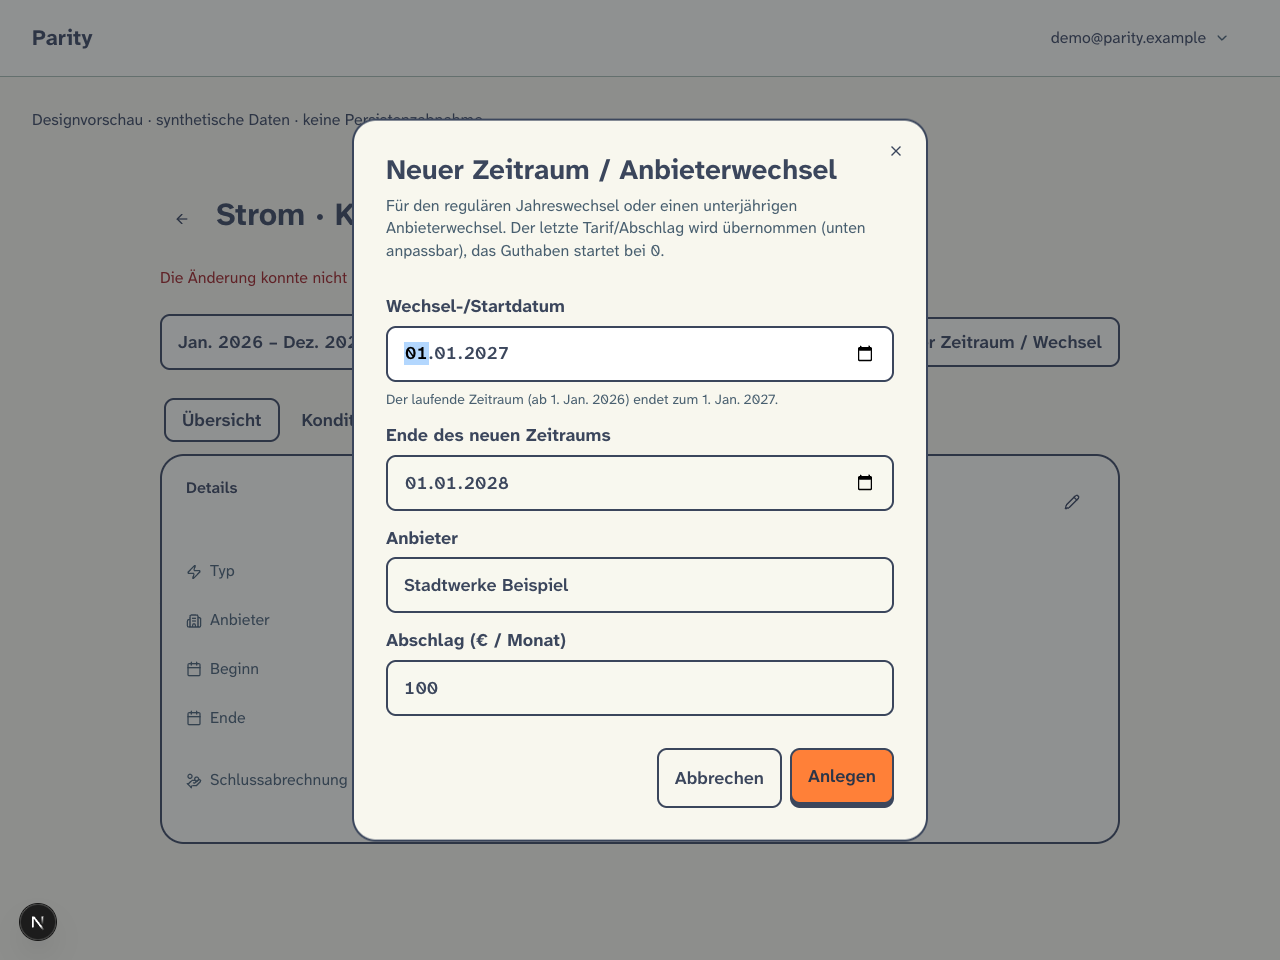 Parity
demo@parity.example
Designvorschau · synthetische Daten · keine
Neuer Zeitraum / Anbieterwechsel
Für den regulären Jahreswechsel oder einen unterjährigen
Anbieterwechsel. Der letzte Tarif/Abschlag wird übernommen (unten
anpassbar), das Guthaben startet bei 0.
Strom ·
Die Änderung konnte nicht
Wechsel-/Startdatum
01.01.2027
Jan. 2026 – Dez.
Zeitraum / Wechsel
Der laufende Zeitraum (ab 1. Jan. 2026) endet zum 1. Jan. 2027.
Übersicht
Ende des neuen Zeitraums
01.01.2028
Details
Anbieter
Stadtwerke Beispiel
Typ
Anbieter
Abschlag (€ / Monat)
100
Beginn
Ende
Schlussabrechnung
Abbrechen
Anlegen
N